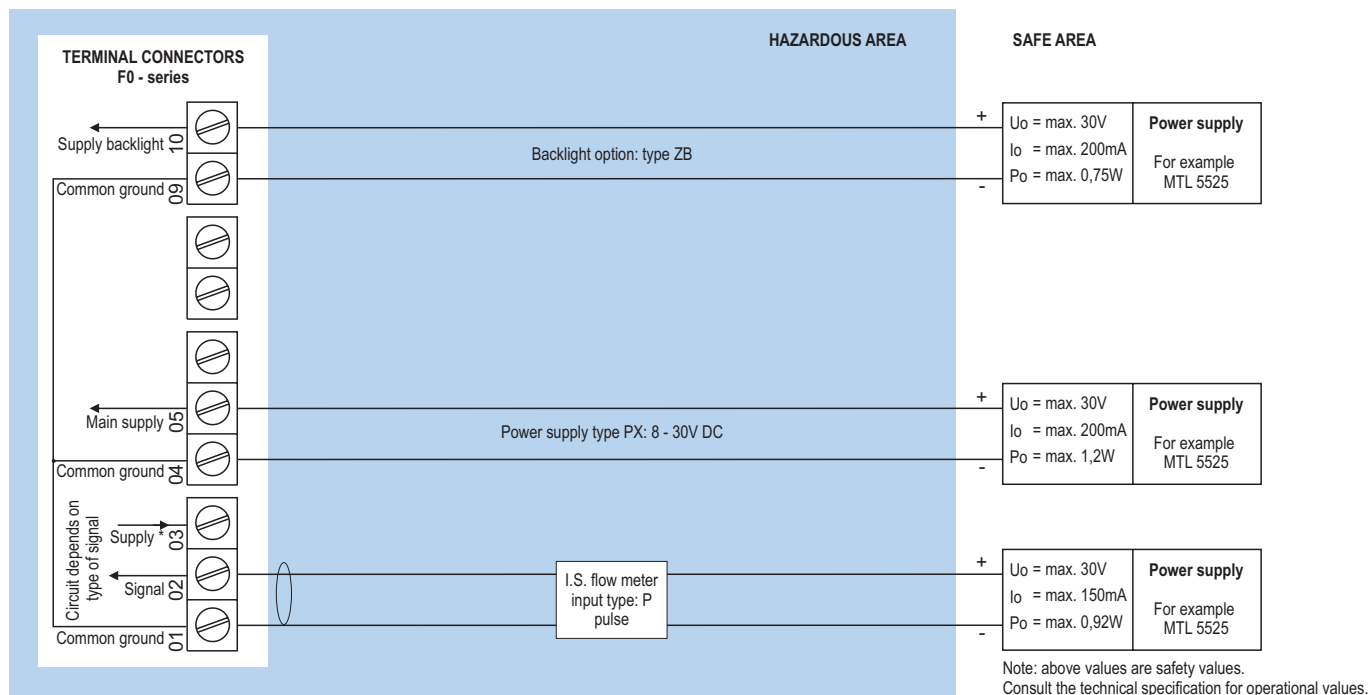 HAZARDOUS AREA
SAFE AREA
TERMINAL CONNECTORS
F0 - series
Supply backlight
10
Common ground
09
Backlight option: type ZB
+
-
Uo = max. 30V
Io = max. 200mA
Po = max. 0,75W
Power supply
For example
MTL 5525
Main supply
05
Common ground
04
Power supply type PX: 8 - 30V DC
+
-
Uo = max. 30V
Io = max. 200mA
Po = max. 1,2W
Power supply
For example
MTL 5525
Circuit depends on
type of signal
Supply *
03
Signal
02
Common ground
01
I.S. flow meter
input type: P
pulse
+
-
Uo = max. 30V
Io = max. 150mA
Po = max. 0,92W
Power supply
For example
MTL 5525
Note: above values are safety values.
Consult the technical specification for operational values.